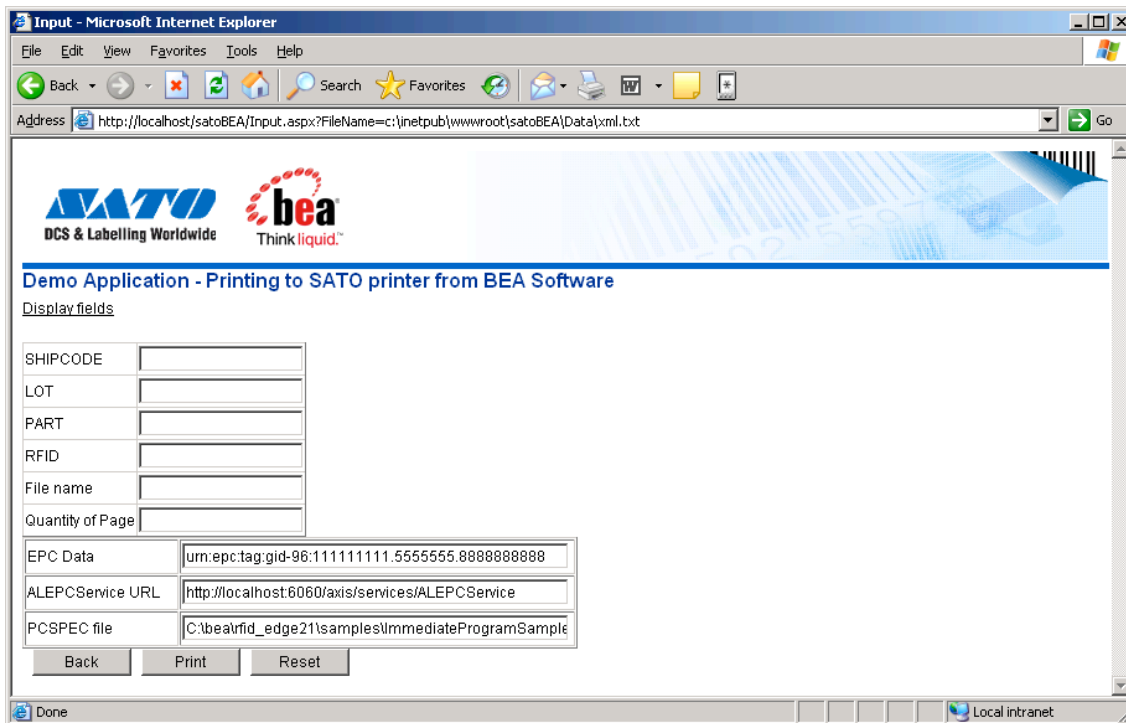 Input - Microsoft Internet Explorer
File Edit View Favorites Tools Help
Back Search Favorites
Address http://localhost/satoBEA/Input.aspx?FileName=c:\inetpub\wwwroot\satoBEA\Data\xml.txt Go
SATO
DCS & Labelling Worldwide
bea
Think liquid.™
Demo Application - Printing to SATO printer from BEA Software
Display fields
SHIPCODE
LOT
PART
RFID
File name
Quantity of Page
EPC Data urn:epc:tag:gid-96:111111111.5555555.8888888888
ALEPCService URL http://localhost:6060/axis/services/ALEPCService
PCSPEC file C:\bea\rfid_edge21\samples\ImmediateProgramSample
Back Print Reset
Done Local intranet